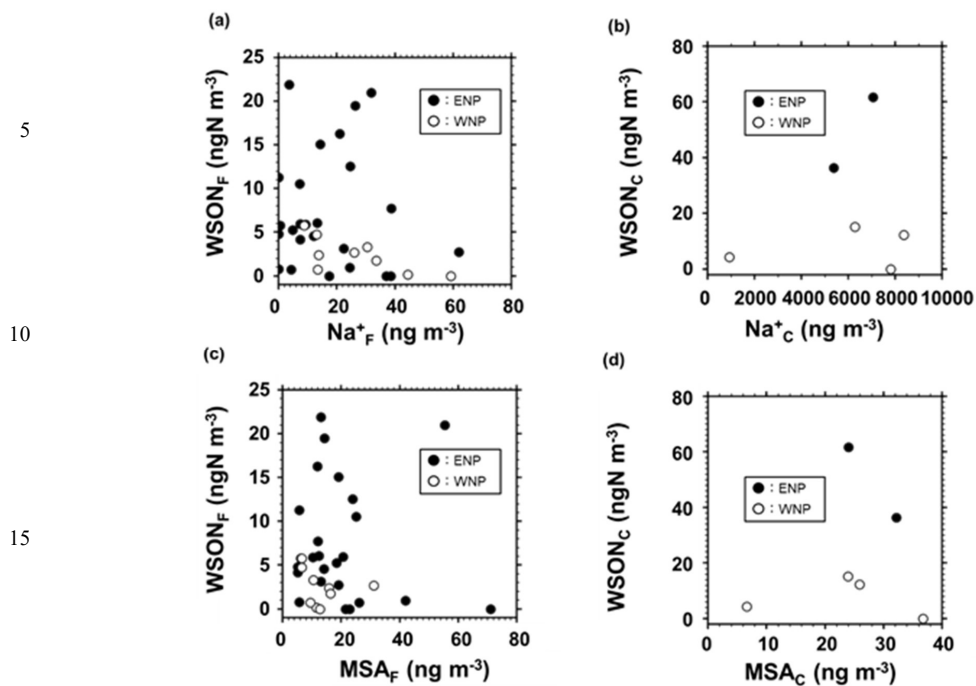 (a)
25
20
15
10
5
0
WSON_F (ngN m⁻³)
● : ENP
○ : WNP
0 20 40 60 80
Na⁺_F (ng m⁻³)
(b)
80
60
40
20
0
WSON_C (ngN m⁻³)
● : ENP
○ : WNP
0 2000 4000 6000 8000 10000
Na⁺_C (ng m⁻³)
5
10
15
(c)
25
20
15
10
5
0
WSON_F (ngN m⁻³)
● : ENP
○ : WNP
0 20 40 60 80
MSA_F (ng m⁻³)
(d)
80
60
40
20
0
WSON_C (ngN m⁻³)
● : ENP
○ : WNP
0 10 20 30 40
MSA_C (ng m⁻³)